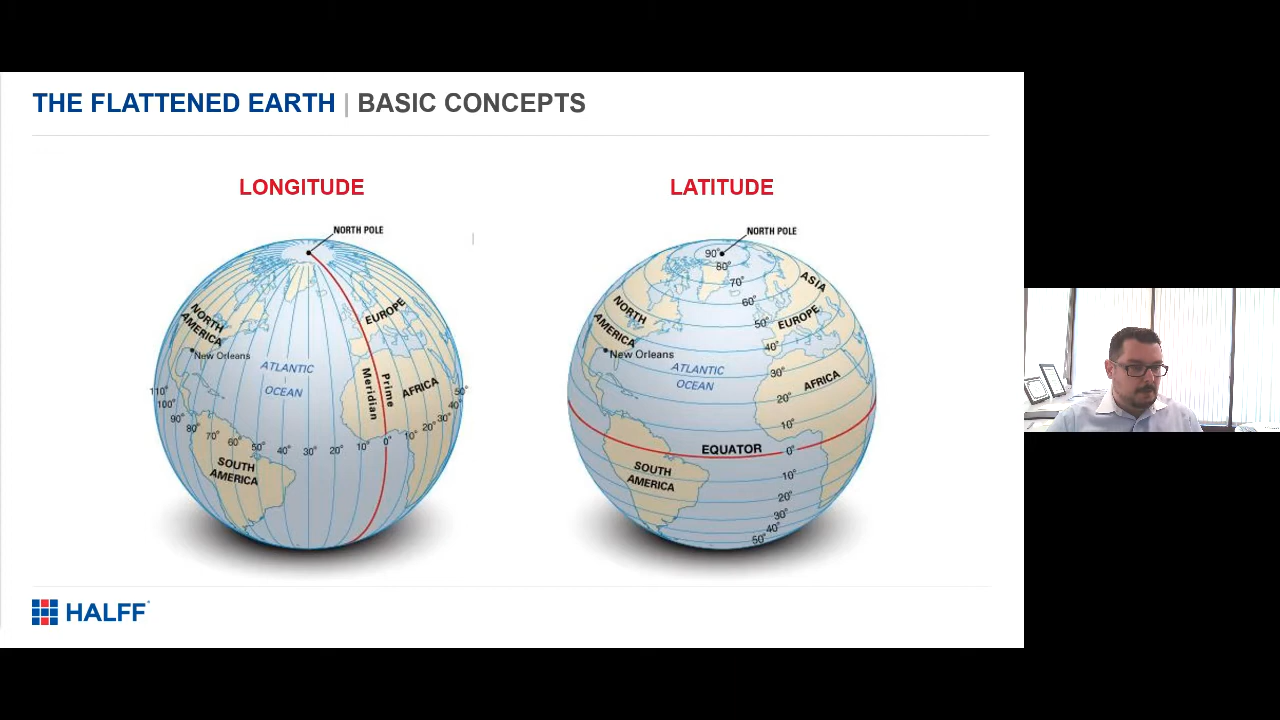 THE FLATTENED EARTH | BASIC CONCEPTS
LONGITUDE
NORTH POLE
NORTH
AMERICA
EUROPE
New Orleans
ATLANTIC
OCEAN
Prime
Meridian
AFRICA
110°
100°
90°
80°
70°
60°
50°
40°
30°
20°
10°
0°
10°
20°
30°
40°
50°
SOUTH
AMERICA
LATITUDE
NORTH POLE
90°
80°
70°
60°
50°
40°
30°
20°
10°
0°
10°
20°
30°
40°
50°
ASIA
NORTH
AMERICA
EUROPE
New Orleans
ATLANTIC
OCEAN
AFRICA
EQUATOR
SOUTH
AMERICA
HALFF